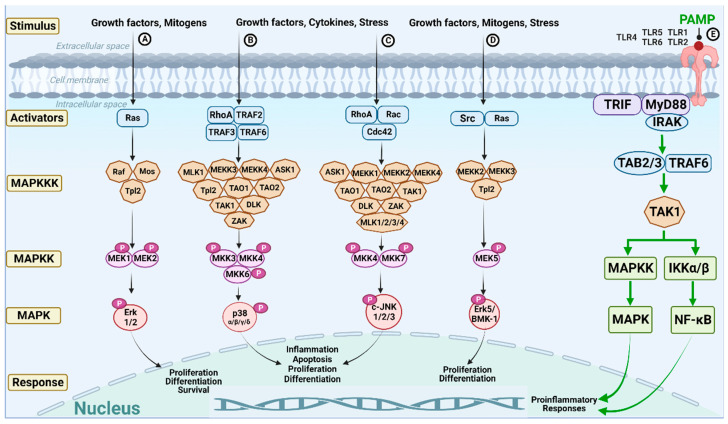 Stimulus
Growth factors, Mitogens
Growth factors, Cytokines, Stress
Growth factors, Mitogens, Stress
PAMP
TLR4
TLR5 TLR1
TLR6 TLR2
A
B
C
D
E
Extracellular space
Cell membrane
Intracellular space
Activators
Ras
RhoA TRAF2
TRAF3 TRAF6
RhoA Rac
Cdc42
Src Ras
TRIF MyD88
IRAK
TAB2/3 TRAF6
MAPKKK
Raf Mos
Tpl2
MLK1 MEKK3 MEKK4 ASK1
Tpl2 TAO1 TAO2
TAK1 DLK
ZAK
ASK1 MEKK1 MEKK2 MEKK4
TAO1 TAO2 TAK1
DLK ZAK
MLK1/2/3/4
MEKK2 MEKK3
Tpl2
TAK1
MAPKK
P P
MEK1 MEK2
P P
MKK3 MKK4
MKK6 P
P P
MKK4 MKK7
P
MEK5
MAPKK IKKα/β
MAPK
P
Erk
1/2
P
p38
α/β/γ/δ
P
c-JNK
1/2/3
P
Erk5/
BMK-1
MAPK NF-κB
Response
Proliferation
Differentiation
Survival
Inflammation
Apoptosis
Proliferation
Differentiation
Proliferation
Differentiation
Proinflammatory
Responses
Nucleus